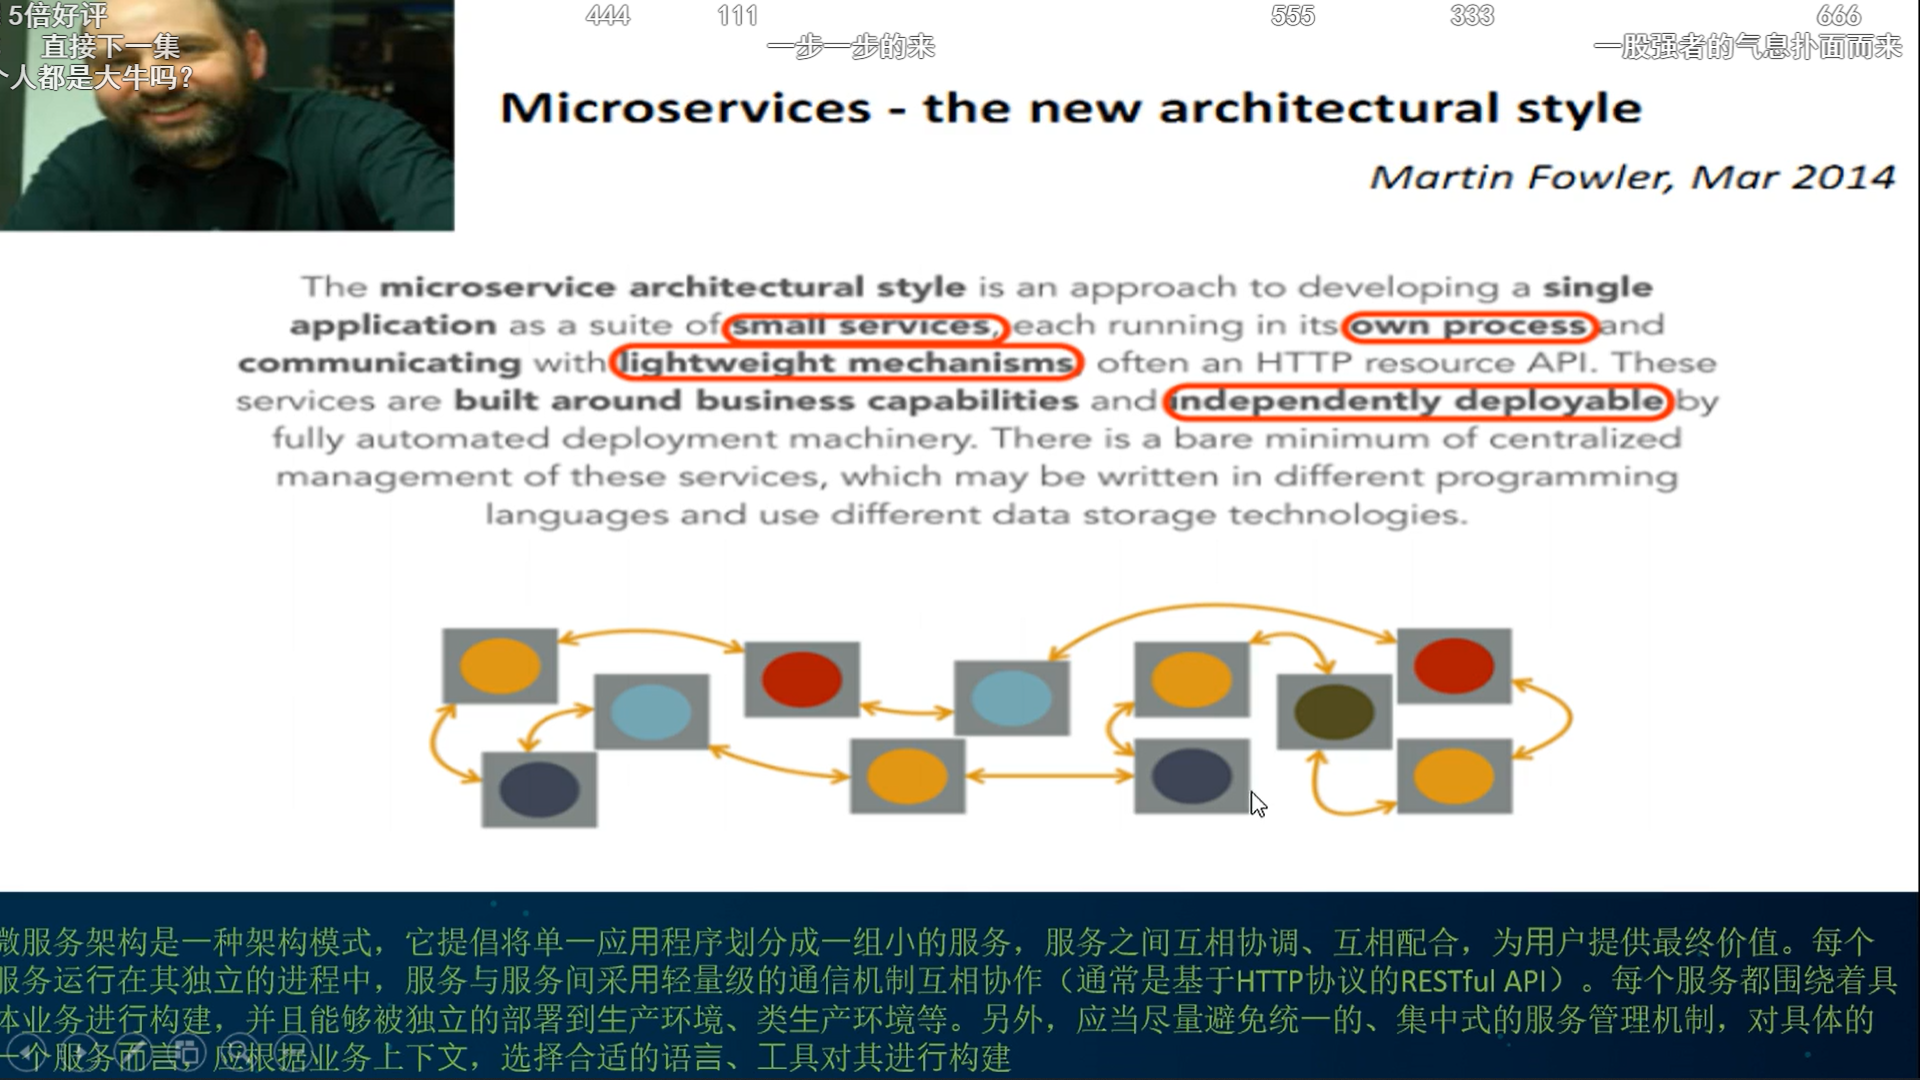 5倍好评
444
111
555
333
666
直接下一集
一步一步的来
一股强者的气息扑面而来
个人都是大牛吗?
Microservices - the new architectural style
Martin Fowler, Mar 2014
The microservice architectural style is an approach to developing a single
application as a suite of small services, each running in its own process and
communicating with lightweight mechanisms, often an HTTP resource API. These
services are built around business capabilities and independently deployable by
fully automated deployment machinery. There is a bare minimum of centralized
management of these services, which may be written in different programming
languages and use different data storage technologies.
微服务架构是一种架构模式，它提倡将单一应用程序划分成一组小的服务，服务之间互相协调、互相配合，为用户提供最终价值。每个
服务运行在其独立的进程中，服务与服务间采用轻量级的通信机制互相协作（通常是基于HTTP协议的RESTful API）。每个服务都围绕着具
体业务进行构建，并且能够被独立的部署到生产环境、类生产环境等。另外，应当尽量避免统一的、集中式的服务管理机制，对具体的
一个服务而言，应根据业务上下文，选择合适的语言、工具对其进行构建